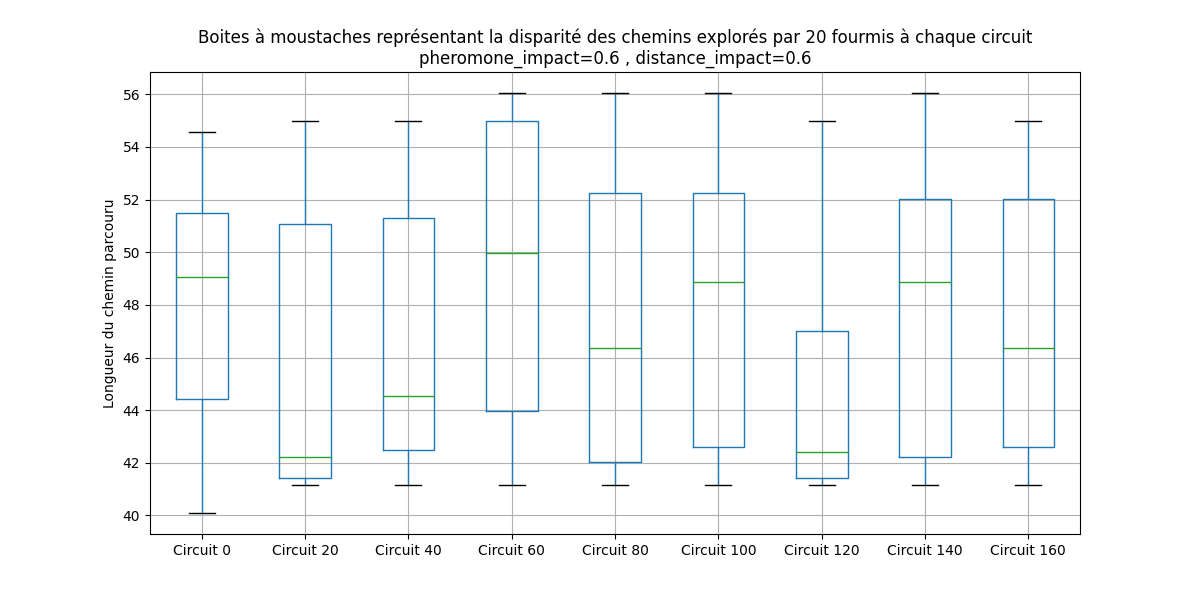 Boites à moustaches représentant la disparité des chemins explorés par 20 fourmis à chaque circuit
pheromone_impact=0.6 , distance_impact=0.6
Longueur du chemin parcouru
56
54
52
50
48
46
44
42
40
Circuit 0
Circuit 20
Circuit 40
Circuit 60
Circuit 80
Circuit 100
Circuit 120
Circuit 140
Circuit 160